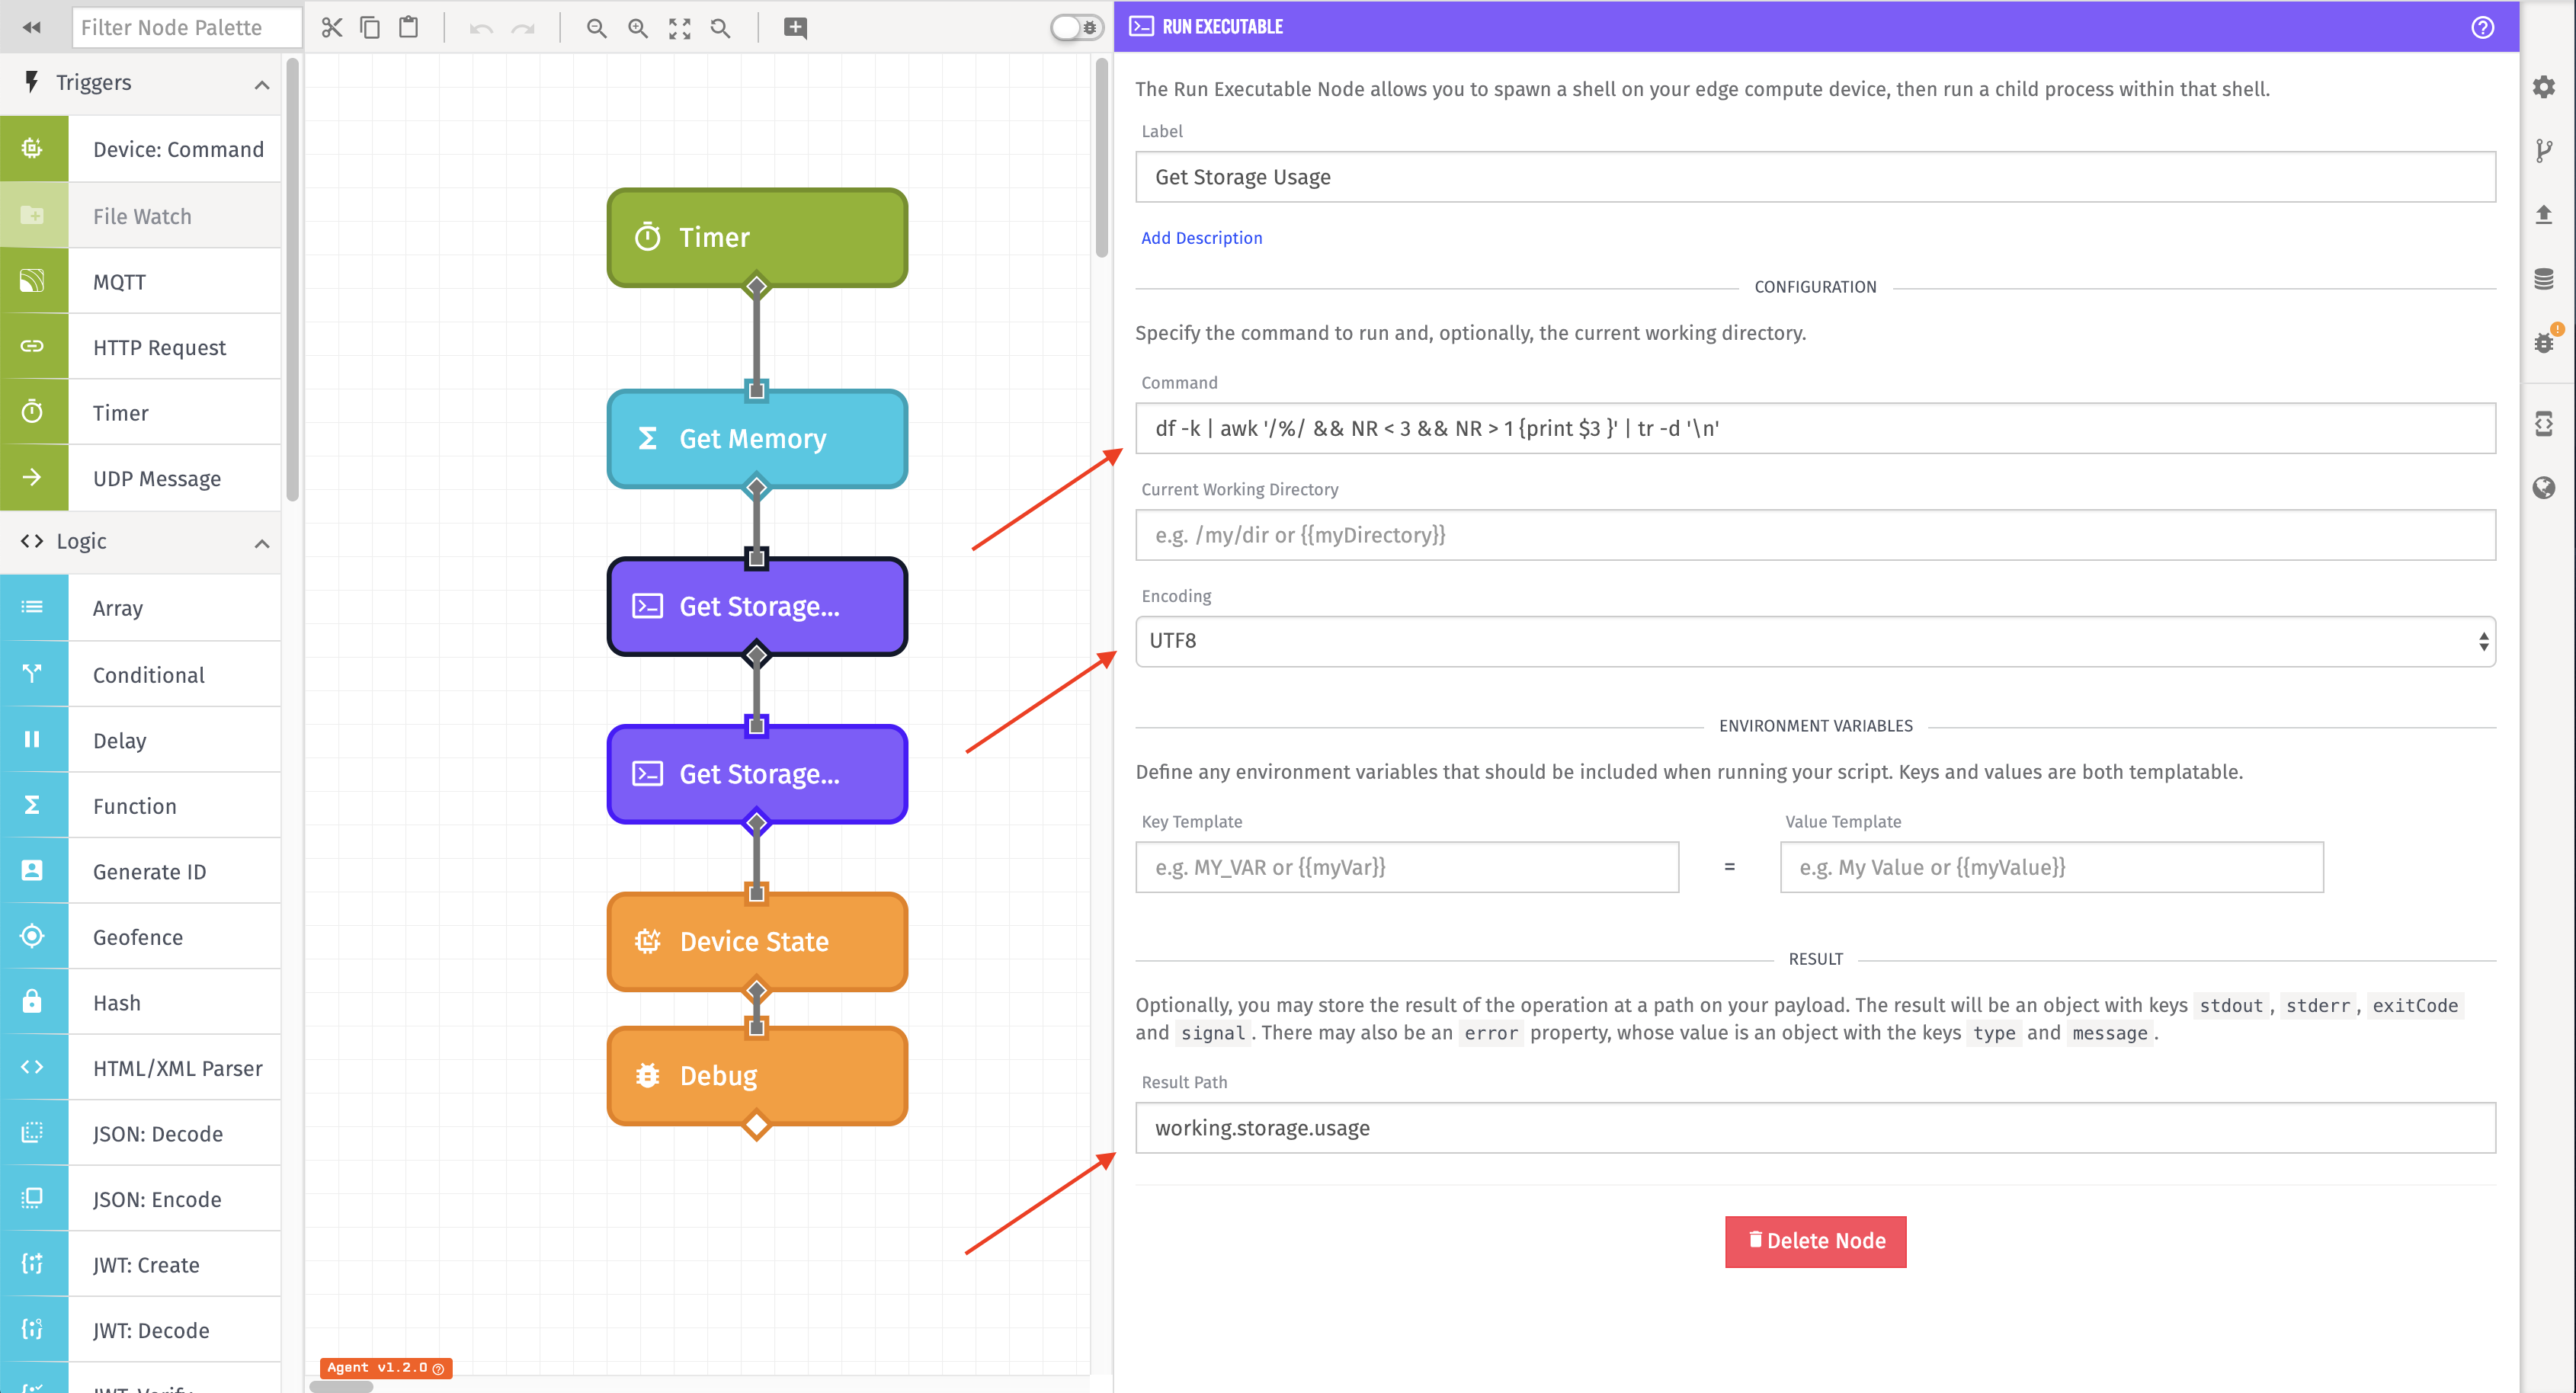 Filter Node Palette
Triggers
Device: Command
File Watch
MQTT
HTTP Request
Timer
UDP Message
Logic
Array
Conditional
Delay
Function
Generate ID
Geofence
Hash
HTML/XML Parser
JSON: Decode
JSON: Encode
JWT: Create
JWT: Decode
JWT: Verify
Timer
Get Memory
Get Storage...
Get Storage...
Device State
Debug
Agent v1.2.0
RUN EXECUTABLE
The Run Executable Node allows you to spawn a shell on your edge compute device, then run a child process within that shell.
Label
Get Storage Usage
Add Description
CONFIGURATION
Specify the command to run and, optionally, the current working directory.
Command
df -k | awk '/%/ && NR < 3 && NR > 1 {print $3 }' | tr -d '\n'
Current Working Directory
e.g. /my/dir or {{myDirectory}}
Encoding
UTF8
ENVIRONMENT VARIABLES
Define any environment variables that should be included when running your script. Keys and values are both templatable.
Key Template
Value Template
e.g. MY_VAR or {{myVar}} = e.g. My Value or {{myValue}}
RESULT
Optionally, you may store the result of the operation at a path on your payload. The result will be an object with keys stdout, stderr, exitCode
and signal. There may also be an error property, whose value is an object with the keys type and message.
Result Path
working.storage.usage
Delete Node